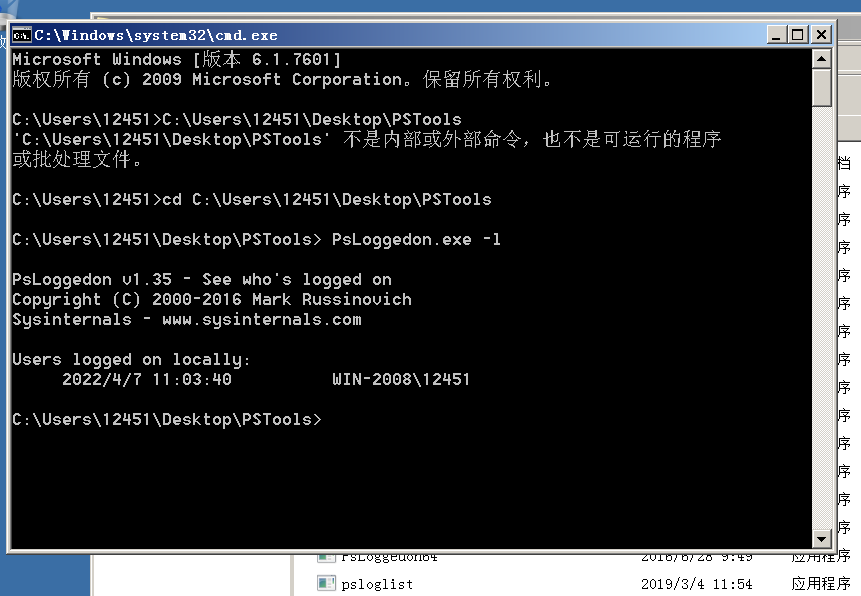 C:\Windows\system32\cmd.exe
Microsoft Windows [版本 6.1.7601]
版权所有 (c) 2009 Microsoft Corporation。保留所有权利。
C:\Users\12451>C:\Users\12451\Desktop\PSTools
'C:\Users\12451\Desktop\PSTools' 不是内部或外部命令，也不是可运行的程序
或批处理文件。
C:\Users\12451>cd C:\Users\12451\Desktop\PSTools
C:\Users\12451\Desktop\PSTools> PsLoggedon.exe -l
PsLoggedon v1.35 - See who's logged on
Copyright (C) 2000-2016 Mark Russinovich
Sysinternals - www.sysinternals.com
Users logged on locally:
2022/4/7 11:03:40 WIN-2008\12451
C:\Users\12451\Desktop\PSTools>
档
序
序
序
序
序
序
序
序
序
序
序
序
序
PsLoggedon64 2016/6/28 9:49 应用程序
psloglist 2019/3/4 11:54 应用程序